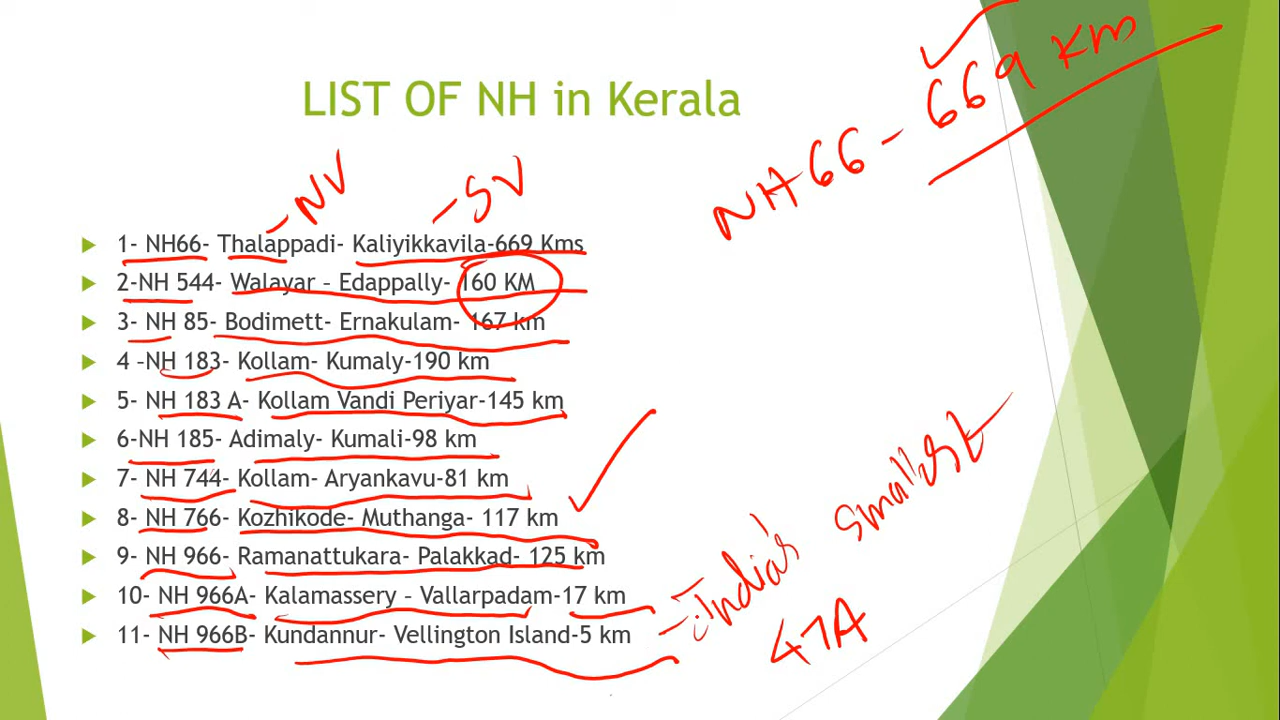 LIST OF NH in Kerala
NH66 - 669 Km
- NV
- SV
1- NH66- Thalappadi- Kaliyikkavila-669 Kms
2-NH 544- Walayar – Edappally- 160 KM
3- NH 85- Bodimett- Ernakulam- 167 km
4 –NH 183- Kollam- Kumaly-190 km
5- NH 183 A- Kollam Vandi Periyar-145 km
6-NH 185- Adimaly- Kumali-98 km
7- NH 744- Kollam- Aryankavu-81 km
8- NH 766- Kozhikode- Muthanga- 117 km
9- NH 966- Ramanattukara- Palakkad- 125 km
10- NH 966A- Kalamassery – Vallarpadam-17 km
11- NH 966B- Kundannur- Vellington Island-5 km
- India's smallest
47A